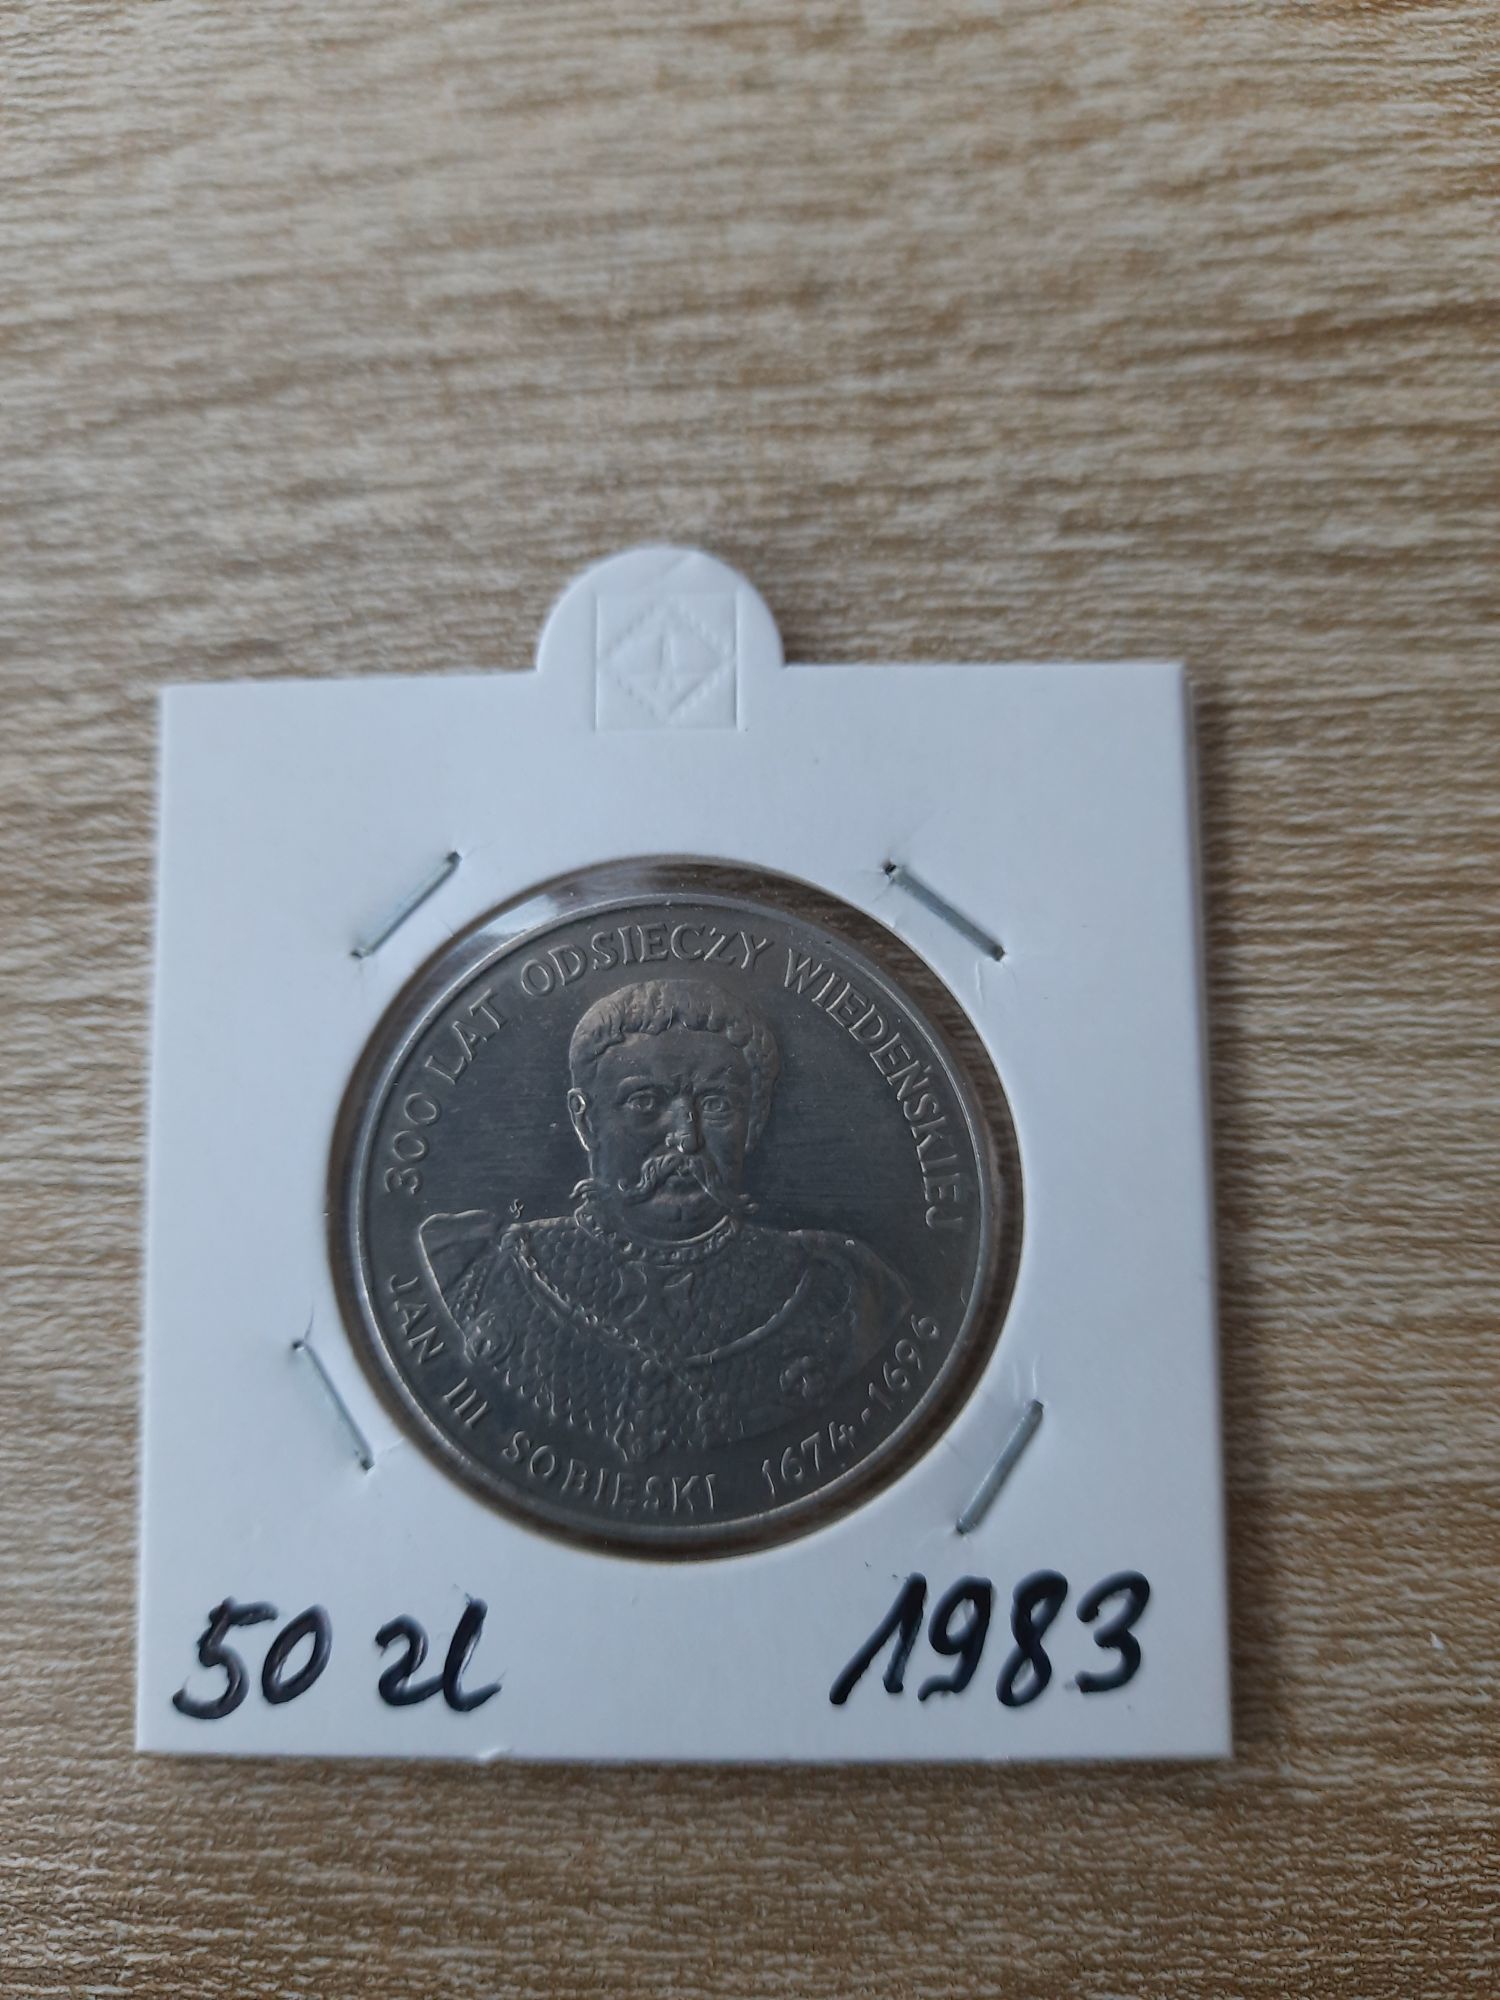 300 LAT ODSIECZY WIEDEŃSKIEJ
JAN III SOBIESKI 1674-1696
50 zł 1983